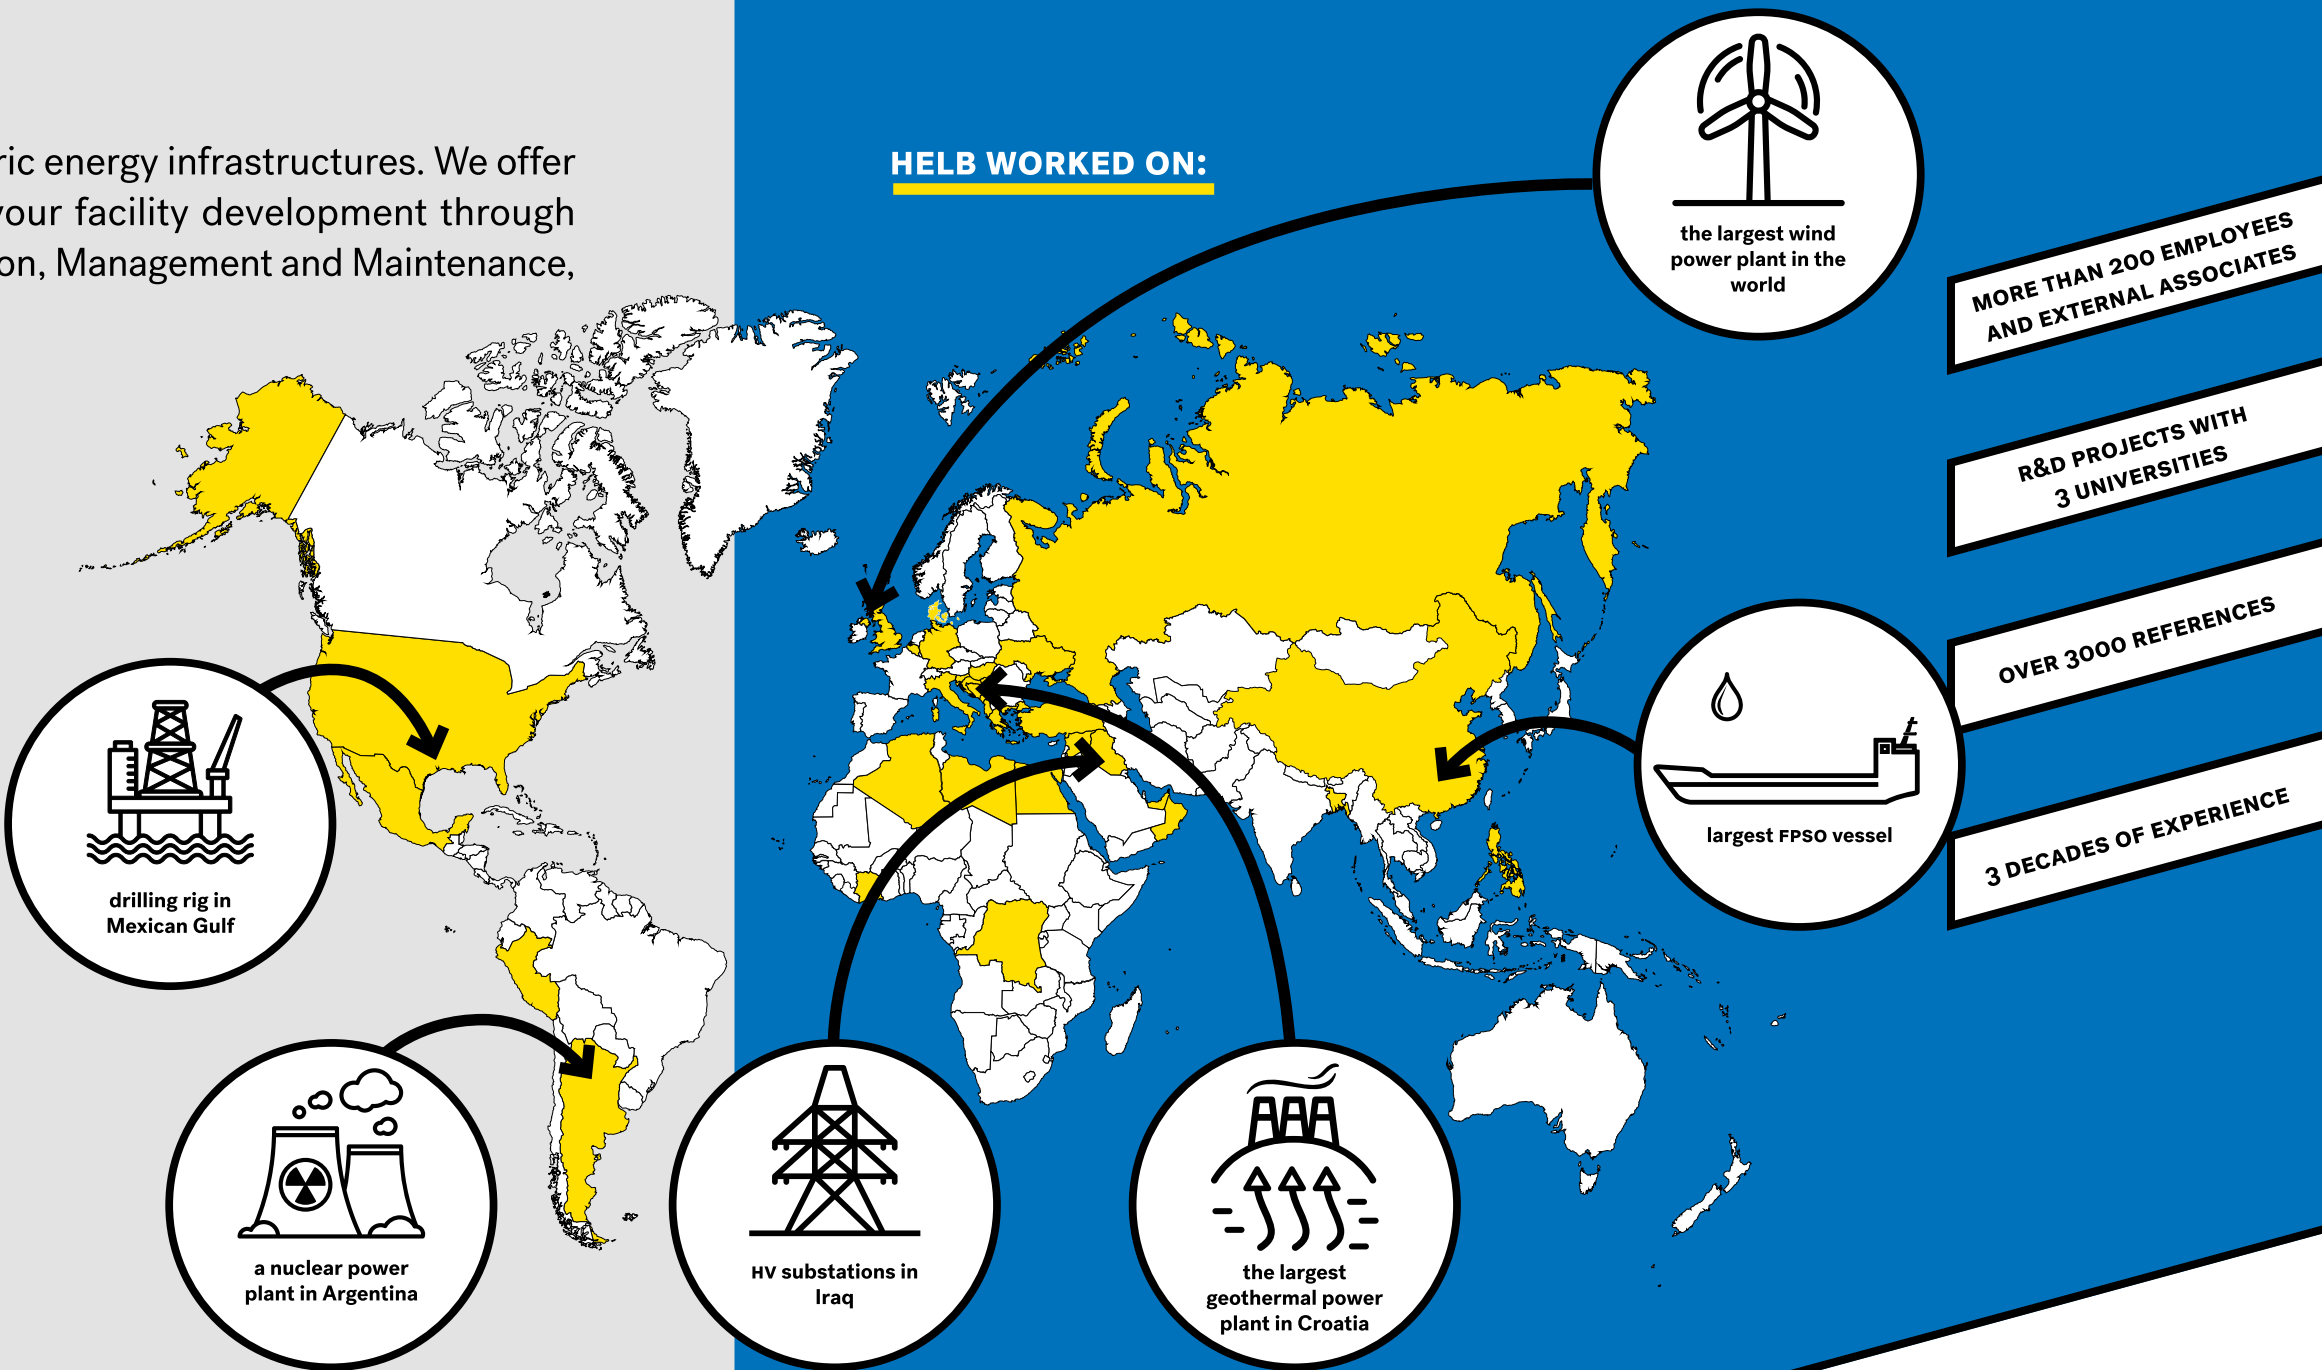 ric energy infrastructures. We offer
your facility development through
on, Management and Maintenance,
HELB WORKED ON:
the largest wind
power plant in the
world
MORE THAN 200 EMPLOYEES
AND EXTERNAL ASSOCIATES
R&D PROJECTS WITH
3 UNIVERSITIES
OVER 3000 REFERENCES
3 DECADES OF EXPERIENCE
largest FPSO vessel
drilling rig in
Mexican Gulf
a nuclear power
plant in Argentina
HV substations in
Iraq
the largest
geothermal power
plant in Croatia